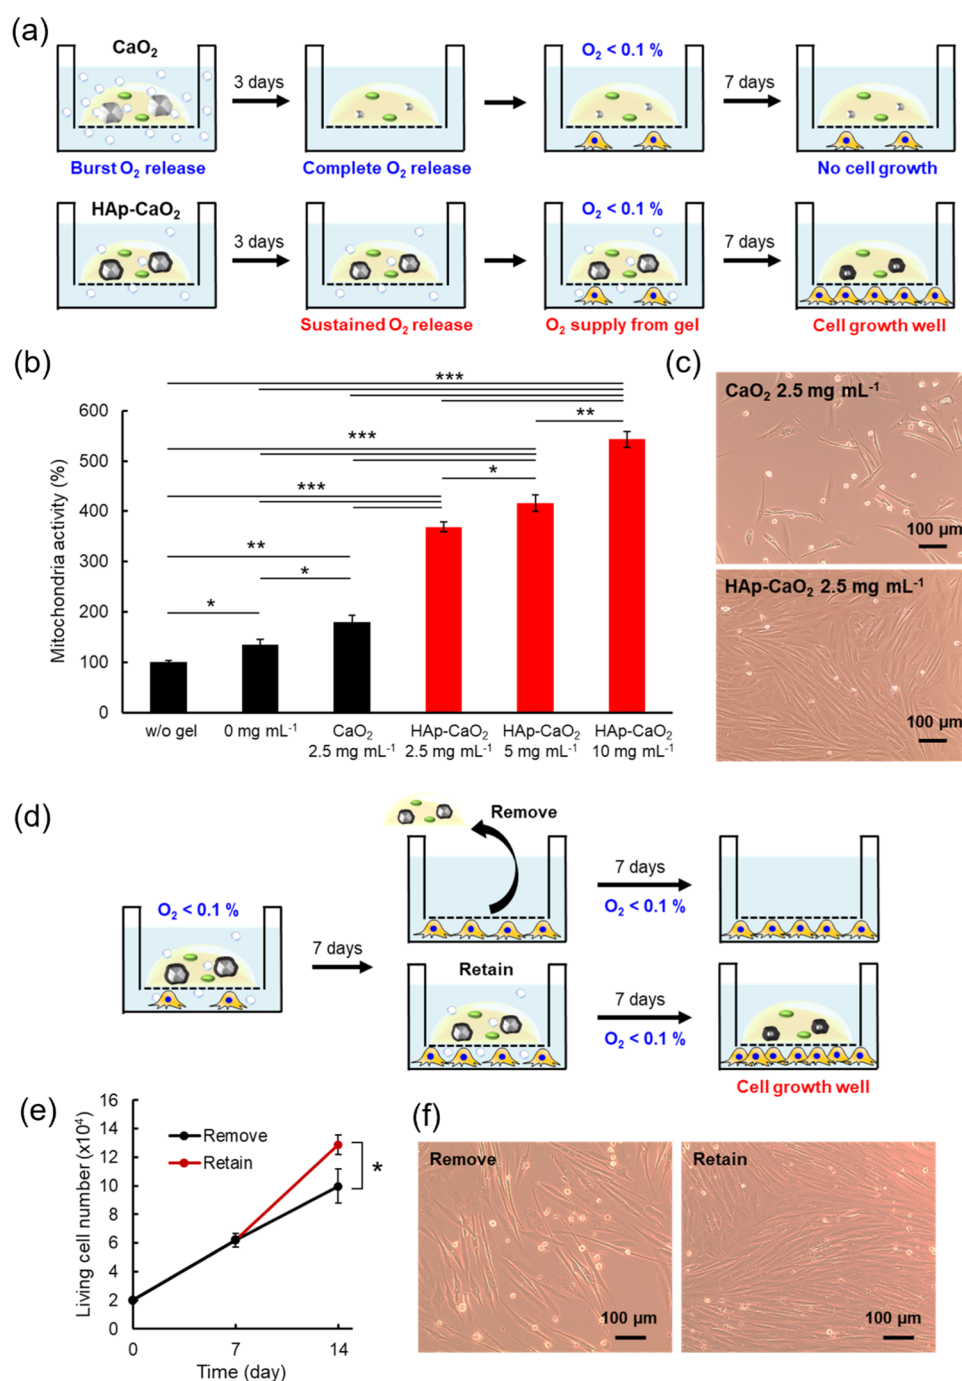 (a)
CaO₂
3 days
O₂ < 0.1 %
7 days
Burst O₂ release
Complete O₂ release
No cell growth
HAp-CaO₂
3 days
O₂ < 0.1 %
7 days
Sustained O₂ release
O₂ supply from gel
Cell growth well
(b)
Mitochondria activity (%)
600
500
400
300
200
100
0
***
**
***
*
***
**
*
*
w/o gel
0 mg mL⁻¹
CaO₂
2.5 mg mL⁻¹
HAp-CaO₂
2.5 mg mL⁻¹
HAp-CaO₂
5 mg mL⁻¹
HAp-CaO₂
10 mg mL⁻¹
(c)
CaO₂ 2.5 mg mL⁻¹
100 µm
HAp-CaO₂ 2.5 mg mL⁻¹
100 µm
(d)
O₂ < 0.1 %
7 days
Remove
7 days
O₂ < 0.1 %
Retain
7 days
O₂ < 0.1 %
Cell growth well
(e)
Living cell number (x10⁴)
16
14
12
10
8
6
4
2
0
Remove
Retain
*
0
7
14
Time (day)
(f)
Remove
100 µm
Retain
100 µm